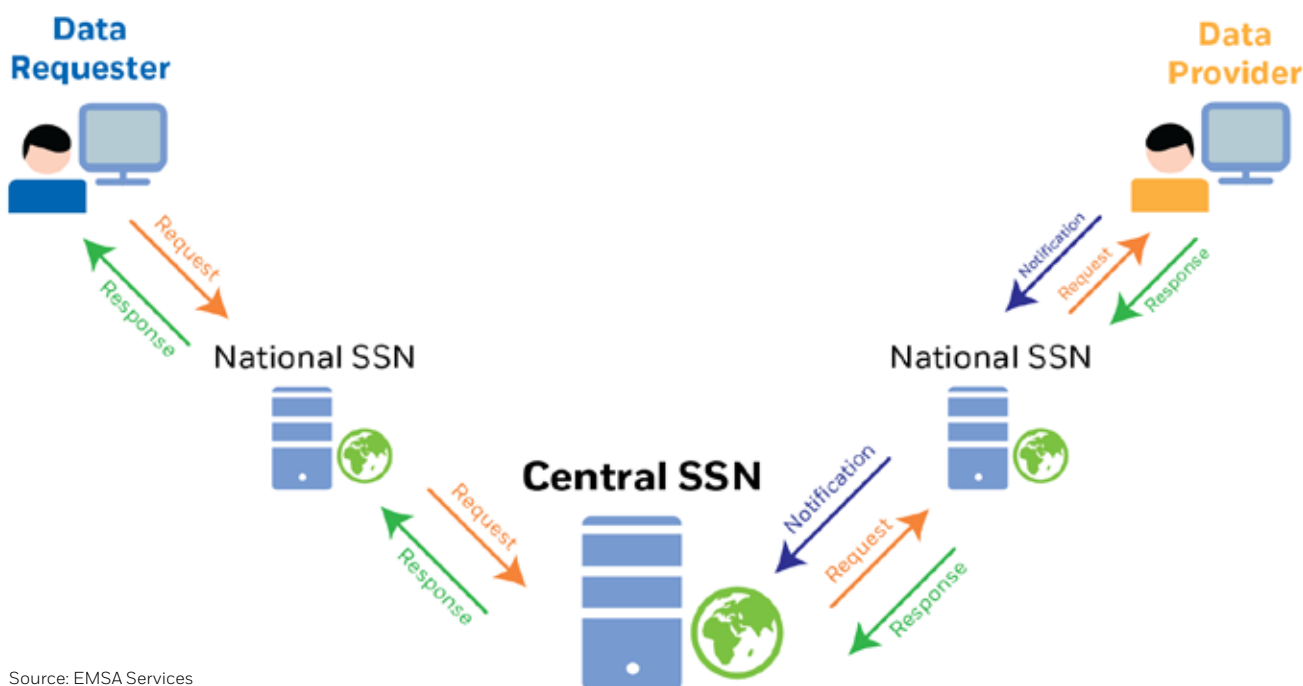 Data
Requester
Data
Provider
Request
Response
Notification
Request
Response
National SSN
National SSN
Central SSN
Request
Response
Notification
Request
Response
Source: EMSA Services